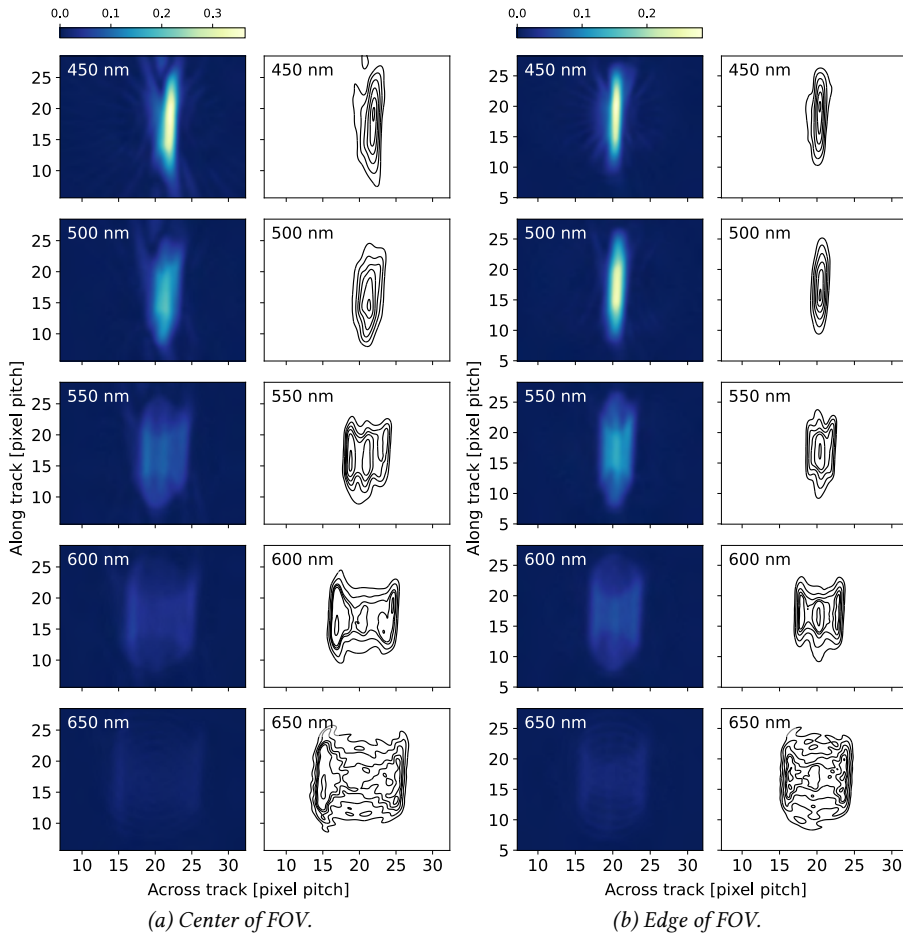 0.0 0.1 0.2 0.3
0.0 0.1 0.2
450 nm
450 nm
450 nm
450 nm
25
20
15
10
25
20
15
10
5
500 nm
500 nm
500 nm
500 nm
25
20
15
10
25
20
15
10
5
550 nm
550 nm
550 nm
550 nm
25
20
15
10
25
20
15
10
5
600 nm
600 nm
600 nm
600 nm
25
20
15
10
25
20
15
10
5
650 nm
650 nm
650 nm
650 nm
25
20
15
10
25
20
15
10
5
Along track [pixel pitch]
Along track [pixel pitch]
10 15 20 25 30
10 15 20 25 30
10 15 20 25 30
10 15 20 25 30
Across track [pixel pitch]
Across track [pixel pitch]
(a) Center of FOV.
(b) Edge of FOV.